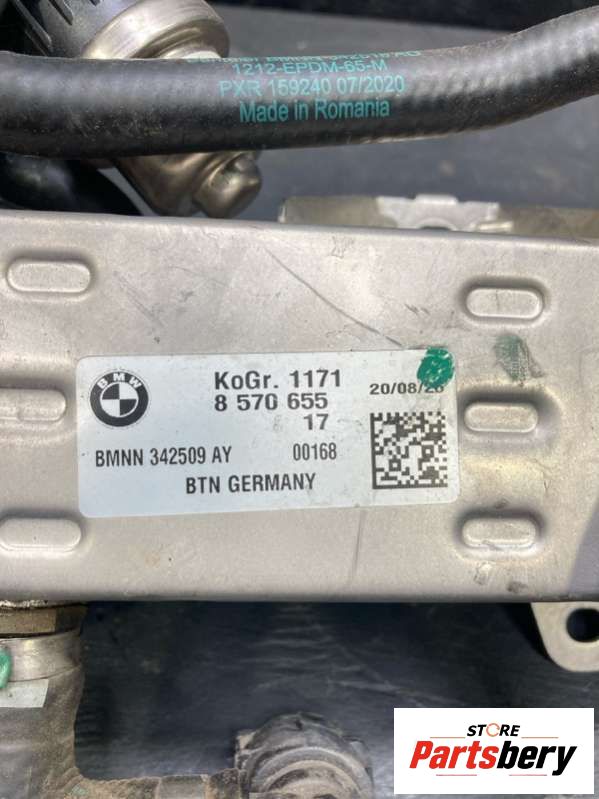 1212-EPDM-65-M
PXR 159240 07/2020
Made in Romania
BMW
KoGr. 1171
20/08/26
8 570 655
17
BMNN 342509 AY 00168
BTN GERMANY
STORE
Partsbery